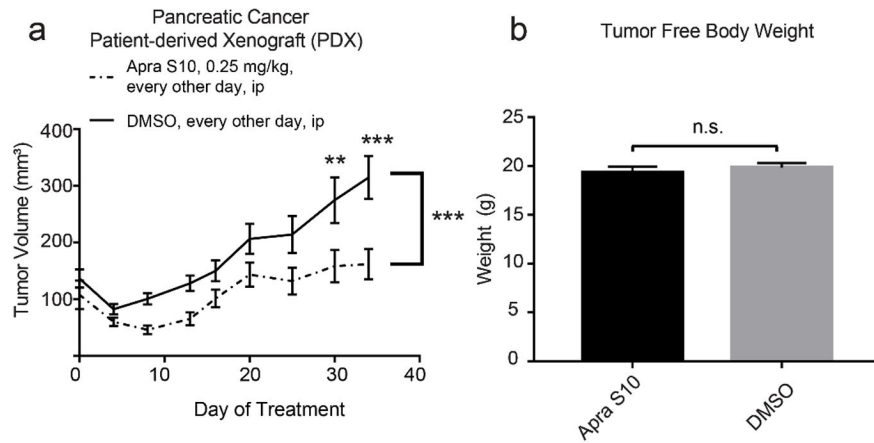 a
Pancreatic Cancer
Patient-derived Xenograft (PDX)
Apra S10, 0.25 mg/kg,
every other day, ip
DMSO, every other day, ip
** ***
***
Tumor Volume (mm³)
400
300
200
100
0
0 10 20 30 40
Day of Treatment
b
Tumor Free Body Weight
n.s.
Weight (g)
25
20
15
10
5
0
Apra S10
DMSO